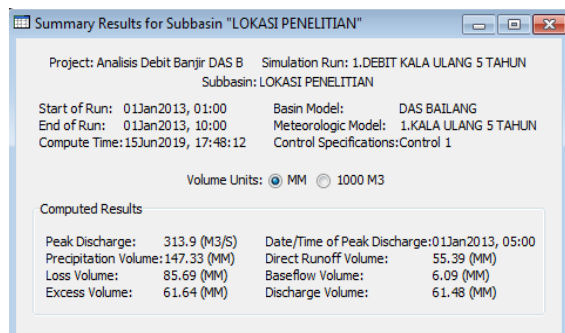 Summary Results for Subbasin "LOKASI PENELITIAN"
Project: Analisis Debit Banjir DAS B Simulation Run: 1.DEBIT KALA ULANG 5 TAHUN
Subbasin: LOKASI PENELITIAN
Start of Run: 01Jan2013, 01:00 Basin Model: DAS BAILANG
End of Run: 01Jan2013, 10:00 Meteorologic Model: 1.KALA ULANG 5 TAHUN
Compute Time:15Jun2019, 17:48:12 Control Specifications:Control 1
Volume Units: MM 1000 M3
Computed Results
Peak Discharge: 313.9 (M3/S) Date/Time of Peak Discharge:01Jan2013, 05:00
Precipitation Volume:147.33 (MM) Direct Runoff Volume: 55.39 (MM)
Loss Volume: 85.69 (MM) Baseflow Volume: 6.09 (MM)
Excess Volume: 61.64 (MM) Discharge Volume: 61.48 (MM)